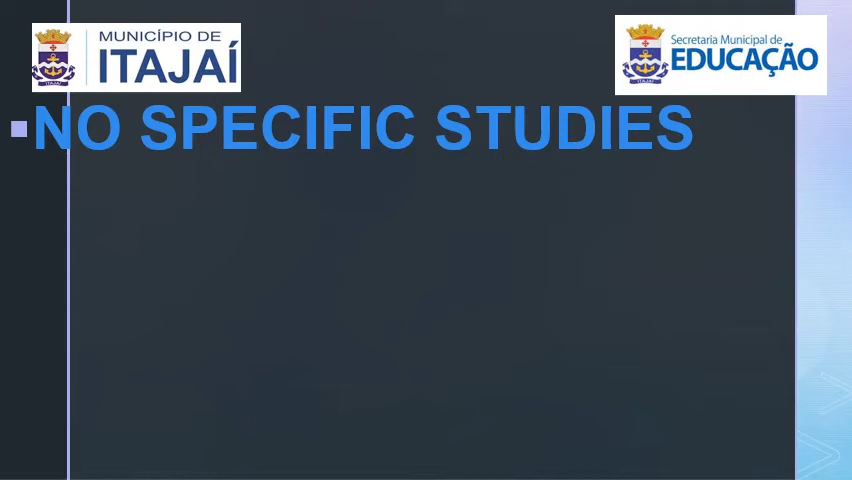 MUNICÍPIO DE
ITAJAÍ
Secretaria Municipal de
EDUCAÇÃO
NO SPECIFIC STUDIES